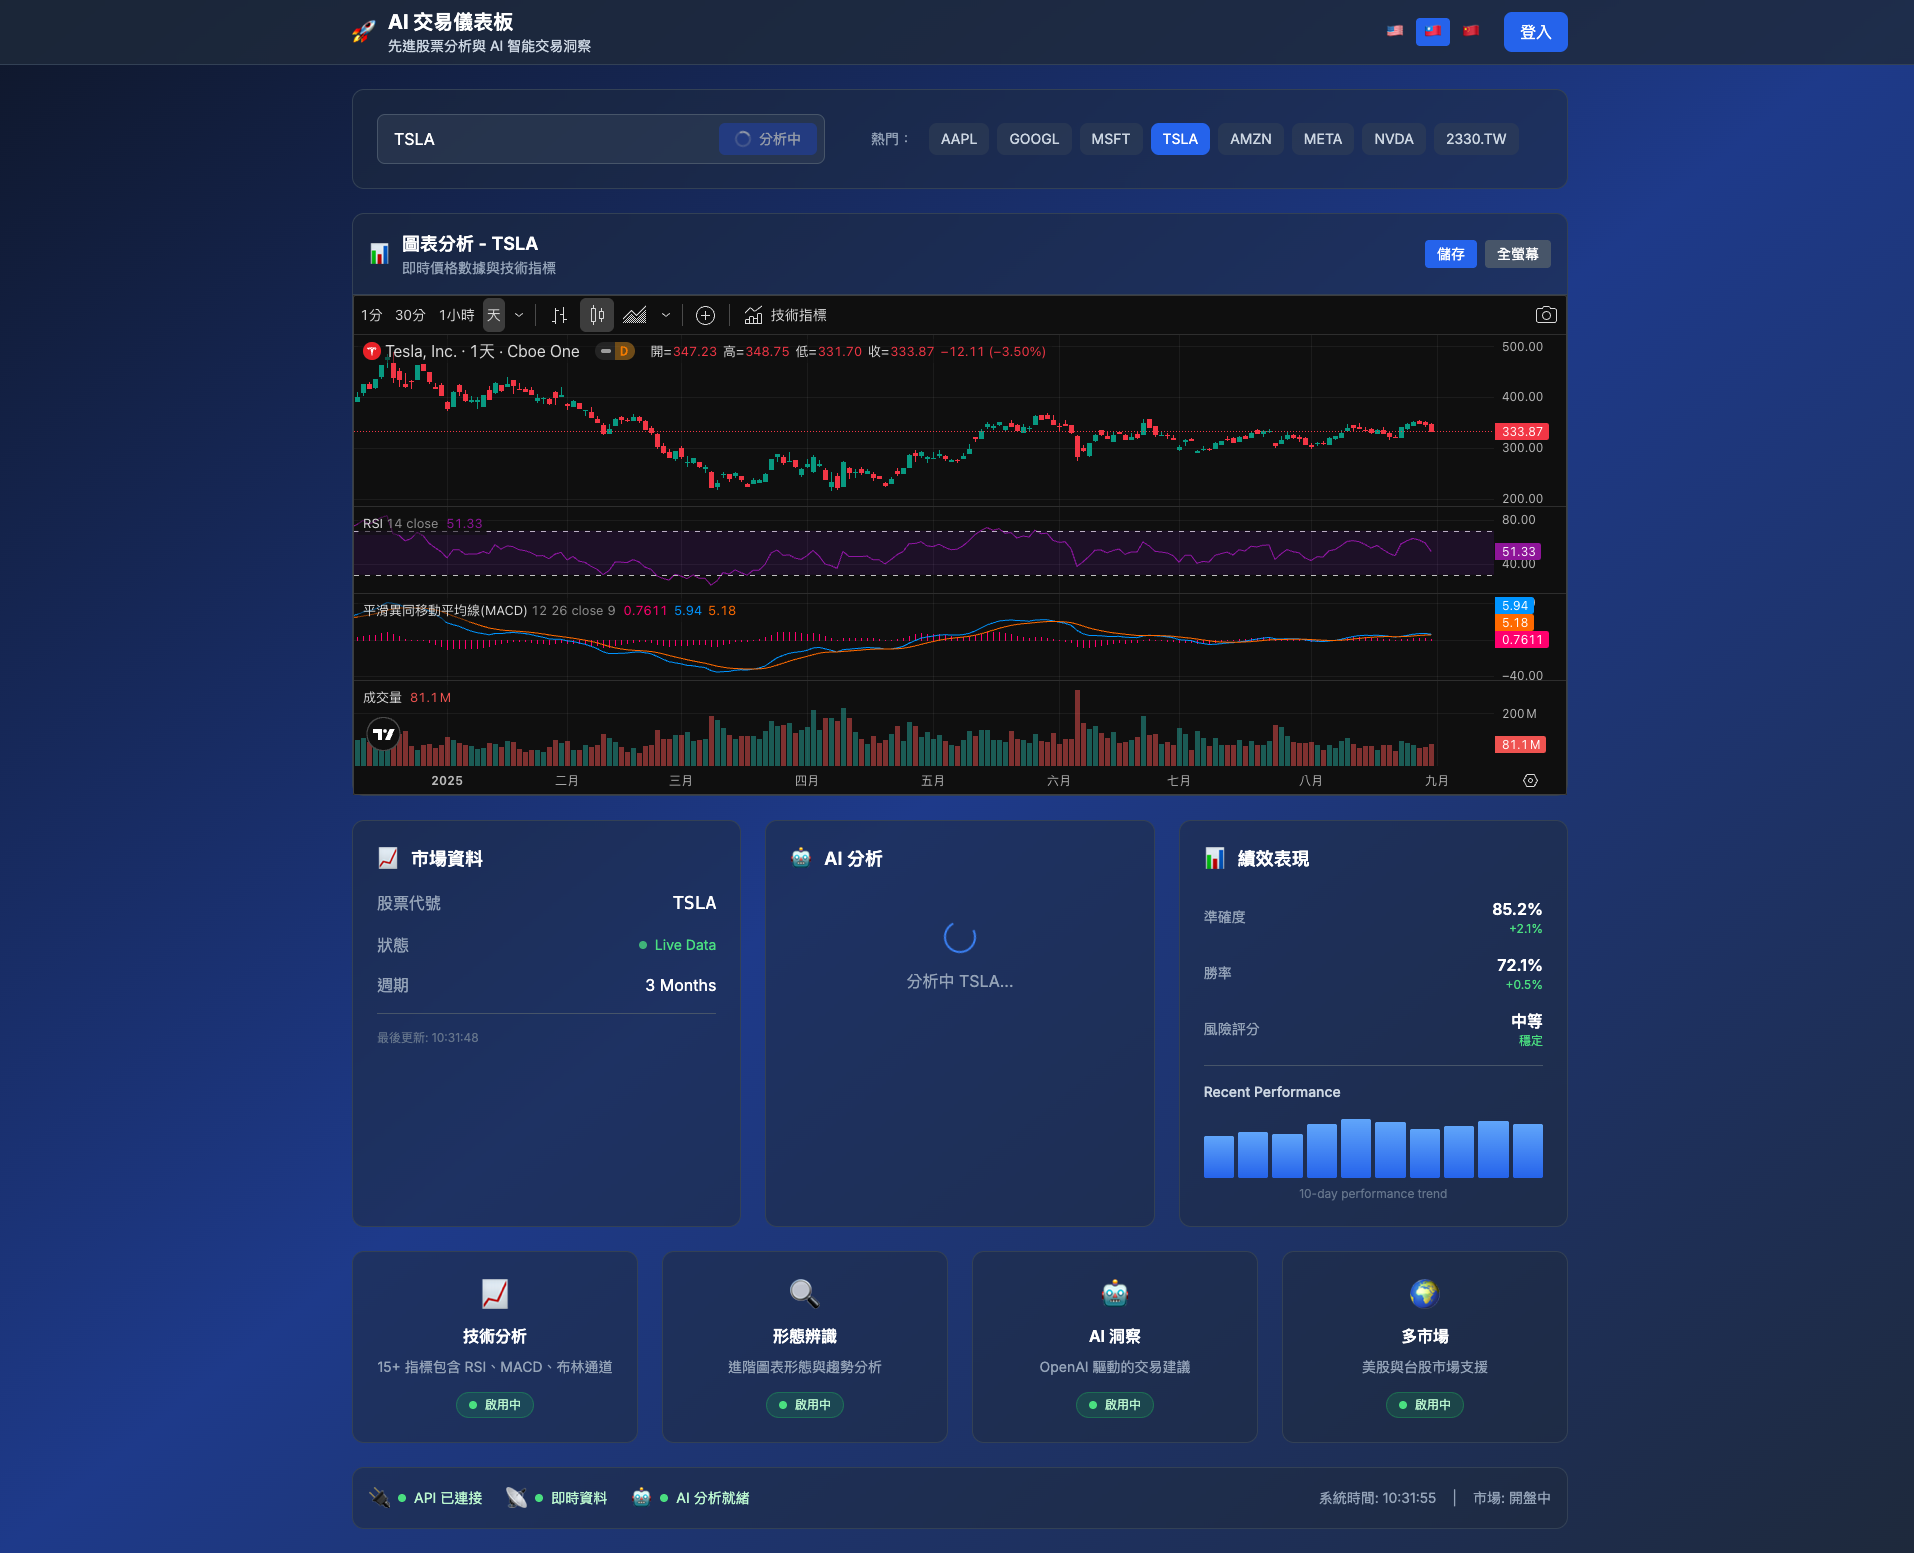 AI 交易儀表板
先進股票分析與 AI 智能交易洞察
登入
TSLA
分析中
熱門：
AAPL
GOOGL
MSFT
TSLA
AMZN
META
NVDA
2330.TW
圖表分析 - TSLA
即時價格數據與技術指標
儲存
全螢幕
1分
30分
1小時
天
技術指標
Tesla, Inc. · 1天 · Cboe One
D
開=347.23 高=348.75 低=331.70 收=333.87 −12.11 (−3.50%)
500.00
400.00
333.87
300.00
200.00
RSI 14 close 51.33
80.00
51.33
40.00
平滑異同移動平均線(MACD) 12 26 close 9 0.7611 5.94 5.18
5.94
5.18
0.7611
−40.00
成交量 81.1M
200M
81.1M
2025
二月
三月
四月
五月
六月
七月
八月
九月
市場資料
股票代號
TSLA
狀態
Live Data
週期
3 Months
最後更新: 10:31:48
AI 分析
分析中 TSLA...
績效表現
準確度
85.2%
+2.1%
勝率
72.1%
+0.5%
風險評分
中等
穩定
Recent Performance
10-day performance trend
技術分析
15+ 指標包含 RSI、MACD、布林通道
啟用中
形態辨識
進階圖表形態與趨勢分析
啟用中
AI 洞察
OpenAI 驅動的交易建議
啟用中
多市場
美股與台股市場支援
啟用中
API 已連接
即時資料
AI 分析就緒
系統時間: 10:31:55
|
市場: 開盤中